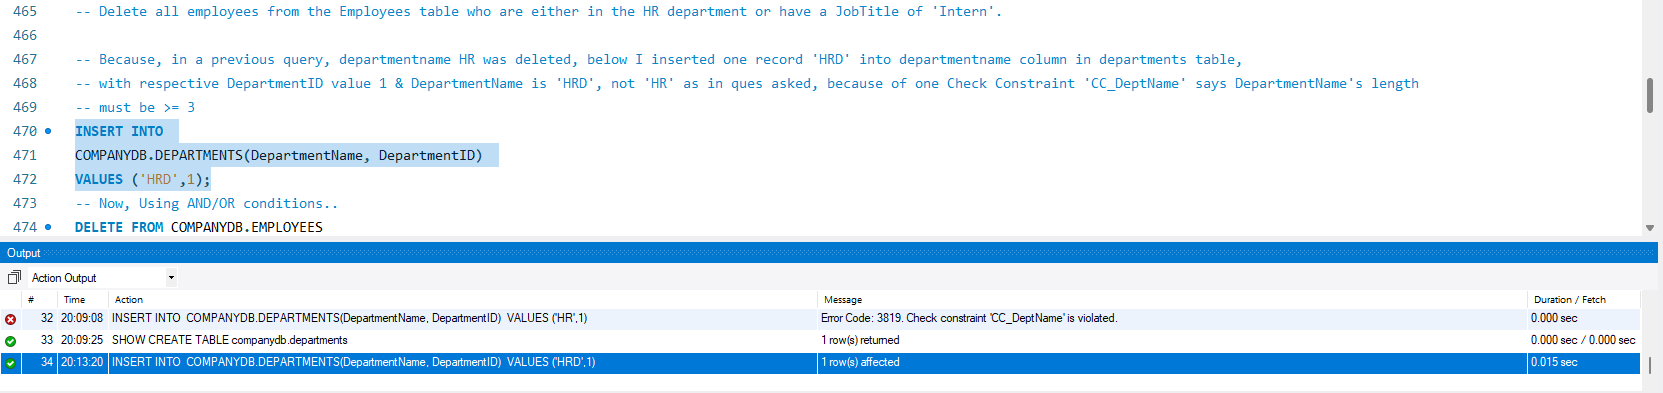 465 -- Delete all employees from the Employees table who are either in the HR department or have a JobTitle of 'Intern'.
466
467 -- Because, in a previous query, departmentname HR was deleted, below I inserted one record 'HRD' into departmentname column in departments table,
468 -- with respective DepartmentID value 1 & DepartmentName is 'HRD', not 'HR' as in ques asked, because of one Check Constraint 'CC_DeptName' says DepartmentName's length
469 -- must be >= 3
470 INSERT INTO
471 COMPANYDB.DEPARTMENTS(DepartmentName, DepartmentID)
472 VALUES ('HRD',1);
473 -- Now, Using AND/OR conditions..
474 DELETE FROM COMPANYDB.EMPLOYEES
Output
Action Output
# Time Action Message Duration / Fetch
32 20:09:08 INSERT INTO COMPANYDB.DEPARTMENTS(DepartmentName, DepartmentID) VALUES ('HR',1) Error Code: 3819. Check constraint 'CC_DeptName' is violated. 0.000 sec
33 20:09:25 SHOW CREATE TABLE companydb.departments 1 row(s) returned 0.000 sec / 0.000 sec
34 20:13:20 INSERT INTO COMPANYDB.DEPARTMENTS(DepartmentName, DepartmentID) VALUES ('HRD',1) 1 row(s) affected 0.015 sec